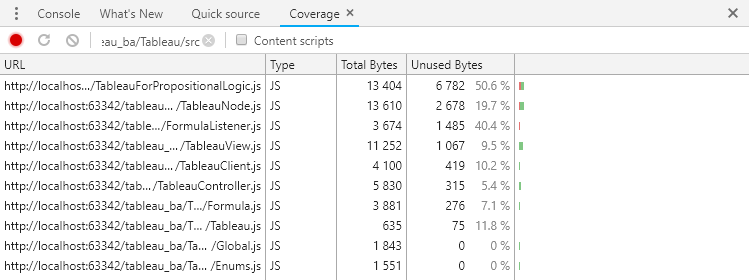 Console What's New Quick source Coverage ×
:au_ba/Tableau/src Content scripts
URL Type Total Bytes Unused Bytes
http://localhos.../TableauForPropositionalLogic.js JS 13 404 6 782 50.6 %
http://localhost:63342/tableau... /TableauNode.js JS 13 610 2 678 19.7 %
http://localhost:63342/table.../FormulaListener.js JS 3 674 1 485 40.4 %
http://localhost:63342/tableau_... /TableauView.js JS 11 252 1 067 9.5 %
http://localhost:63342/tableau... /TableauClient.js JS 4 100 419 10.2 %
http://localhost:63342/tab... /TableauController.js JS 5 830 315 5.4 %
http://localhost:63342/tableau_ba/T.../Formula.js JS 3 881 276 7.1 %
http://localhost:63342/tableau_ba/T... /Tableau.js JS 635 75 11.8 %
http://localhost:63342/tableau_ba/Ta... /Global.js JS 1 843 0 0 %
http://localhost:63342/tableau_ba/Ta... /Enums.js JS 1 551 0 0 %